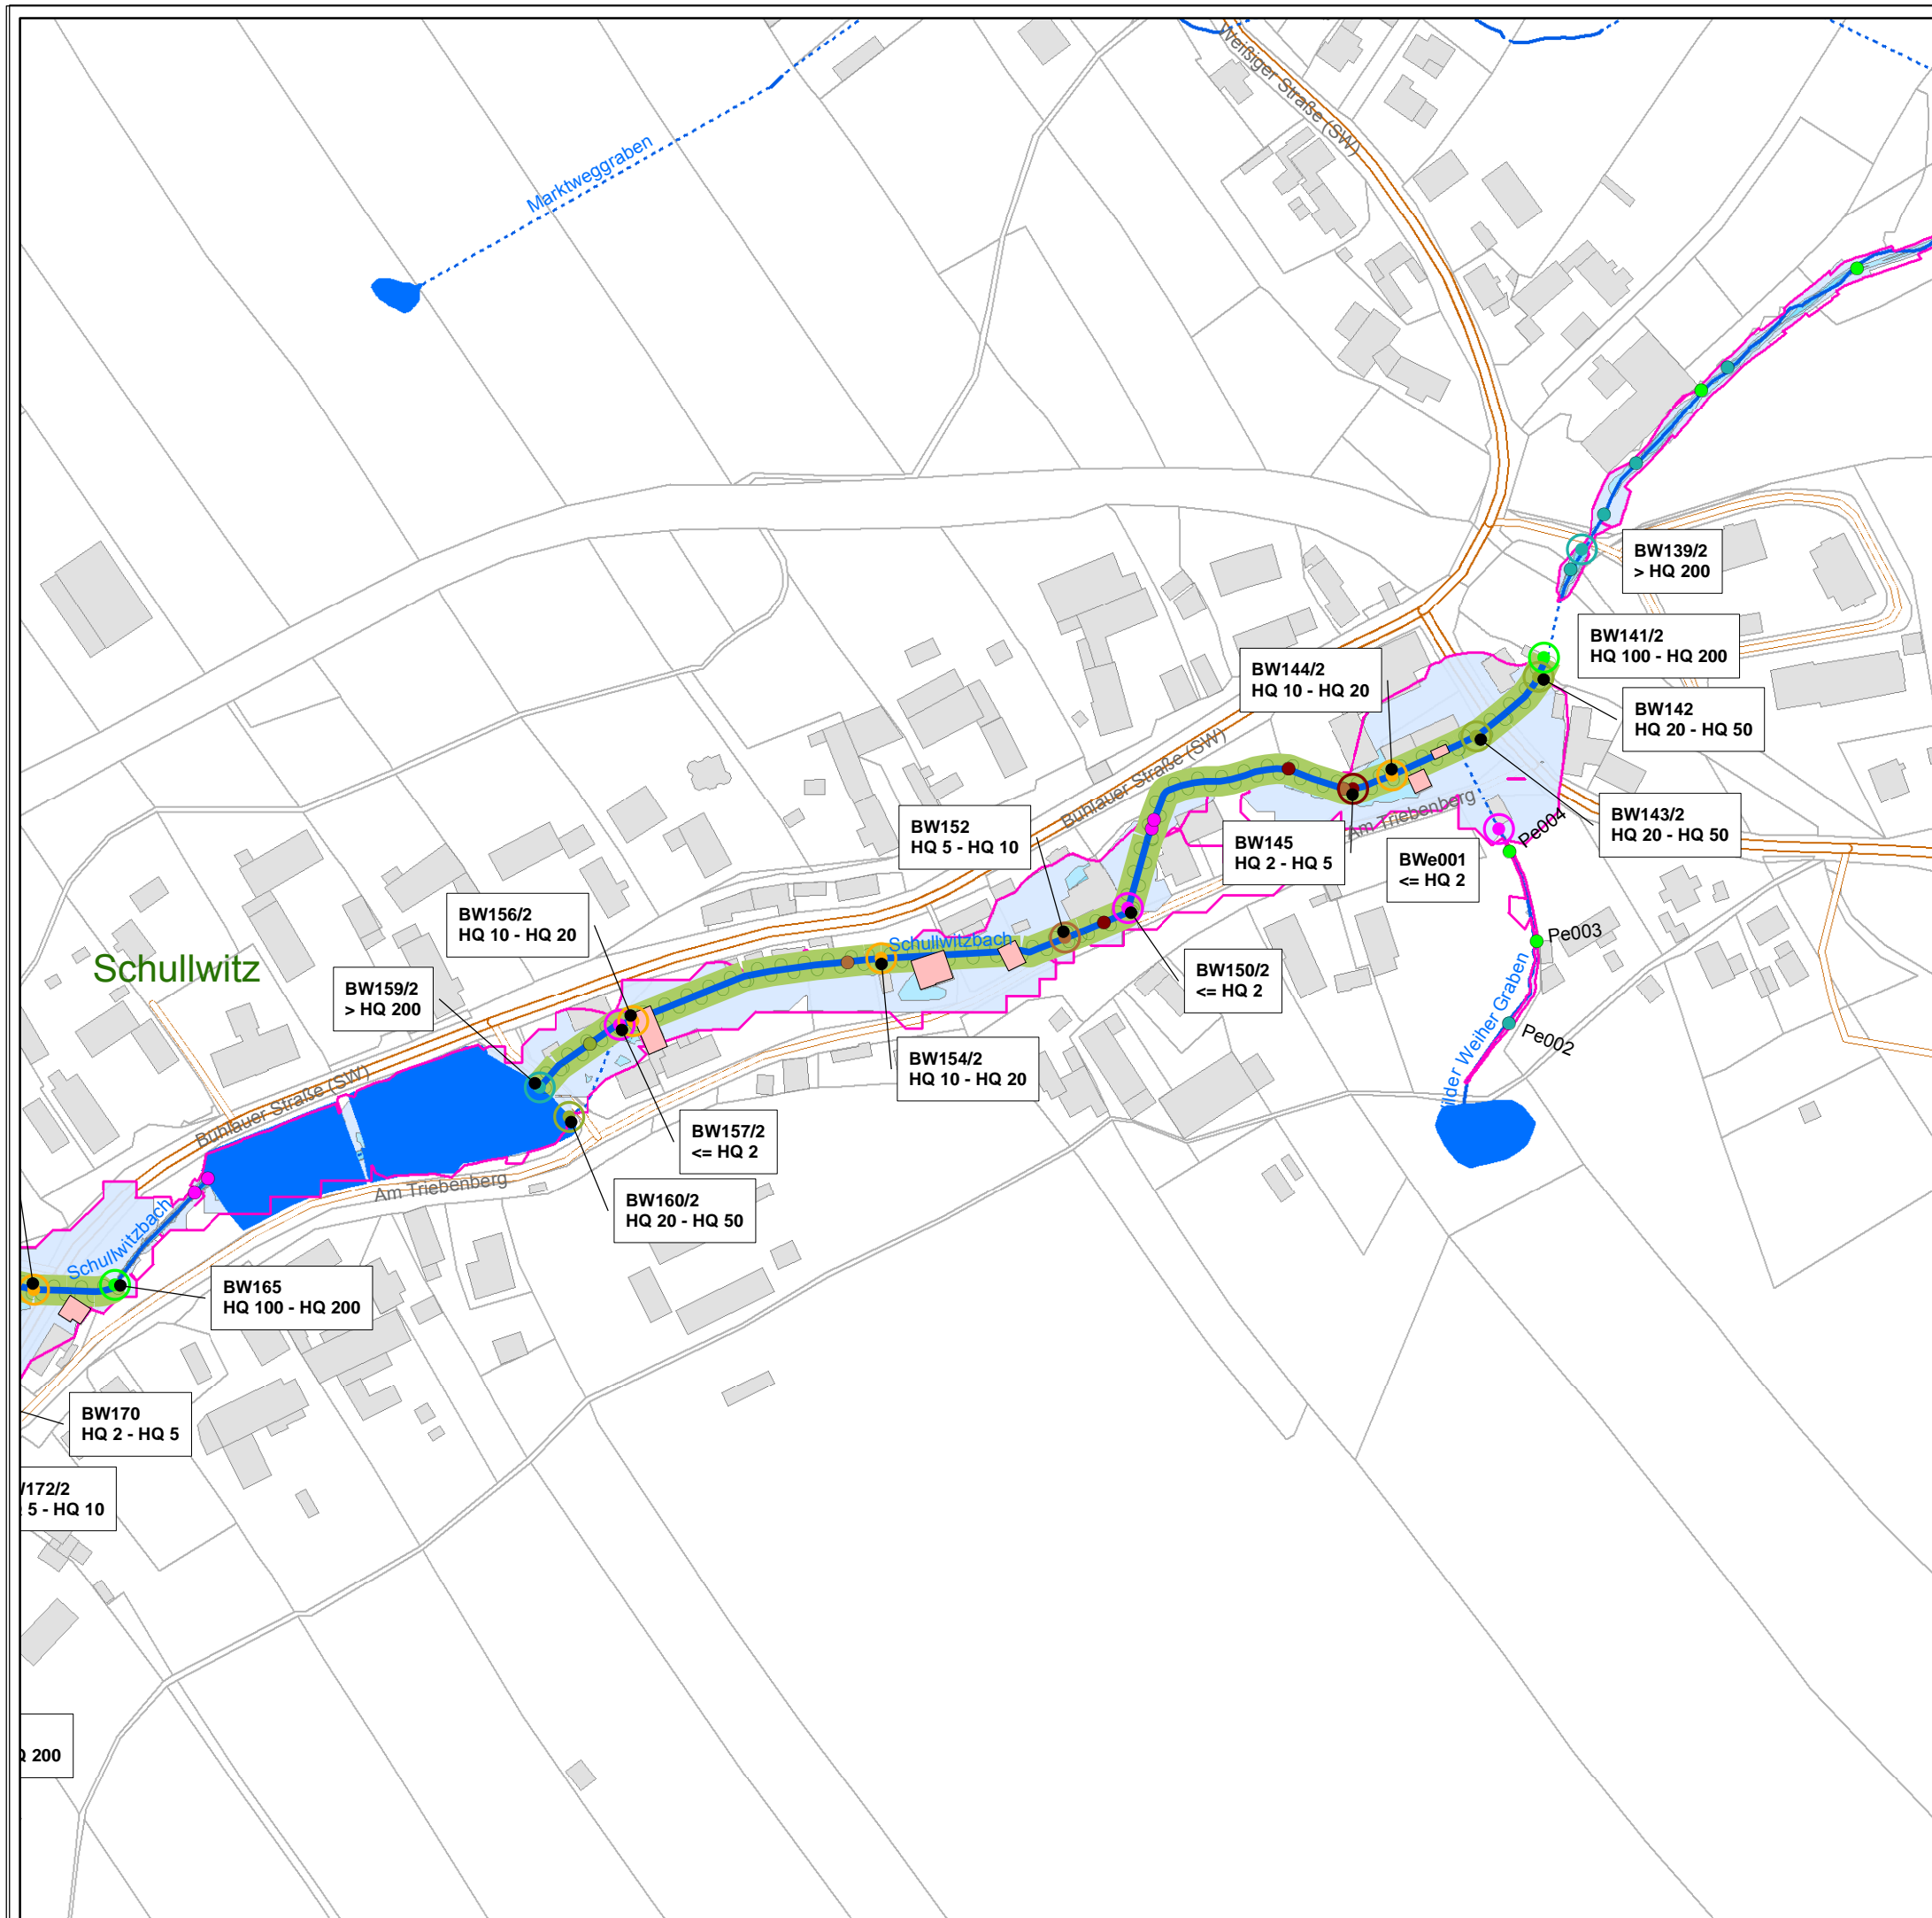 Weißiger Straße (SW)
Marktweggraben
BW139/2
> HQ 200
BW141/2
HQ 100 - HQ 200
BW144/2
HQ 10 - HQ 20
BW142
HQ 20 - HQ 50
Bühlauer Straße (SW)
Am Triebenberg
BW143/2
HQ 20 - HQ 50
BW152
HQ 5 - HQ 10
BW145
HQ 2 - HQ 5
BWe001
<= HQ 2
Pe004
Pe003
BW156/2
HQ 10 - HQ 20
Schullwitzbach
Schullwitz
BW159/2
> HQ 200
BW150/2
<= HQ 2
Pe002
ilder Weiher Graben
BW154/2
HQ 10 - HQ 20
Bühlauer Straße (SW)
BW157/2
<= HQ 2
Am Triebenberg
BW160/2
HQ 20 - HQ 50
Schullwitzbach
BW165
HQ 100 - HQ 200
BW170
HQ 2 - HQ 5
172/2
5 - HQ 10
200